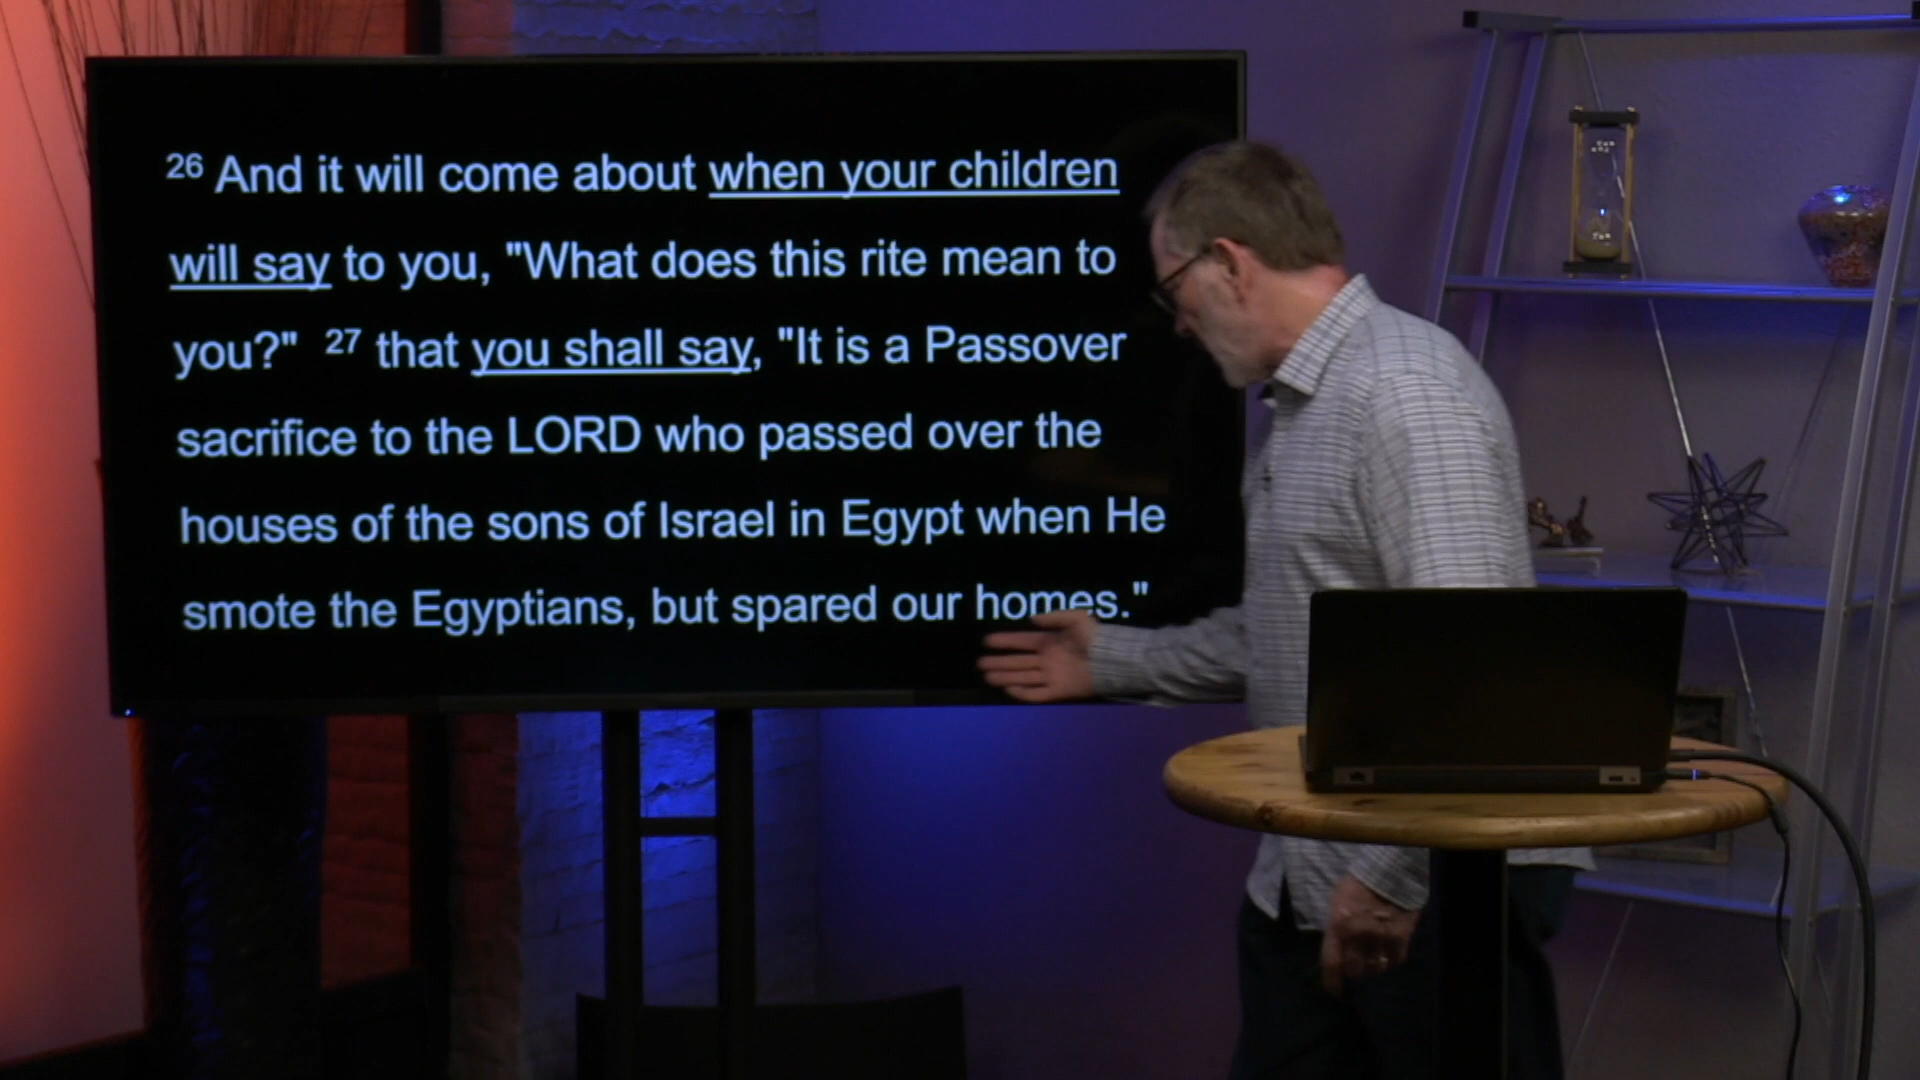 26 And it will come about when your children
will say to you, "What does this rite mean to
you?" 27 that you shall say, "It is a Passover
sacrifice to the LORD who passed over the
houses of the sons of Israel in Egypt when He
smote the Egyptians, but spared our homes."